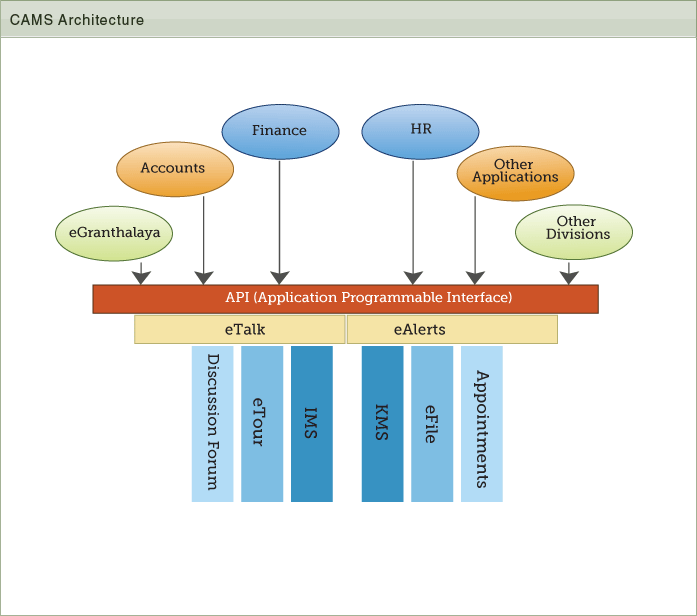 CAMS Architecture
Finance
HR
Accounts
Other
Applications
eGranthalaya
Other
Divisions
API (Application Programmable Interface)
eTalk
eAlerts
Discussion Forum
eTour
IMS
KMS
eFile
Appointments